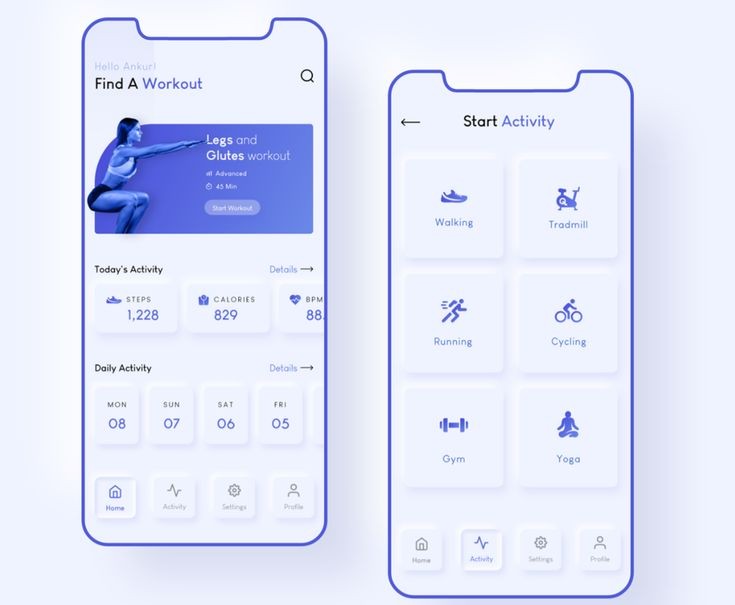 Hello Ankur!
Find A Workout
Legs and
Glutes workout
Advanced
45 Min
Start Workout
Today's Activity
Details
STEPS
1,228
CALORIES
829
BPM
88.
Daily Activity
Details
MON
08
SUN
07
SAT
06
FRI
05
Home
Activity
Settings
Profile
Start Activity
Walking
Tradmill
Running
Cycling
Gym
Yoga
Home
Activity
Settings
Profile